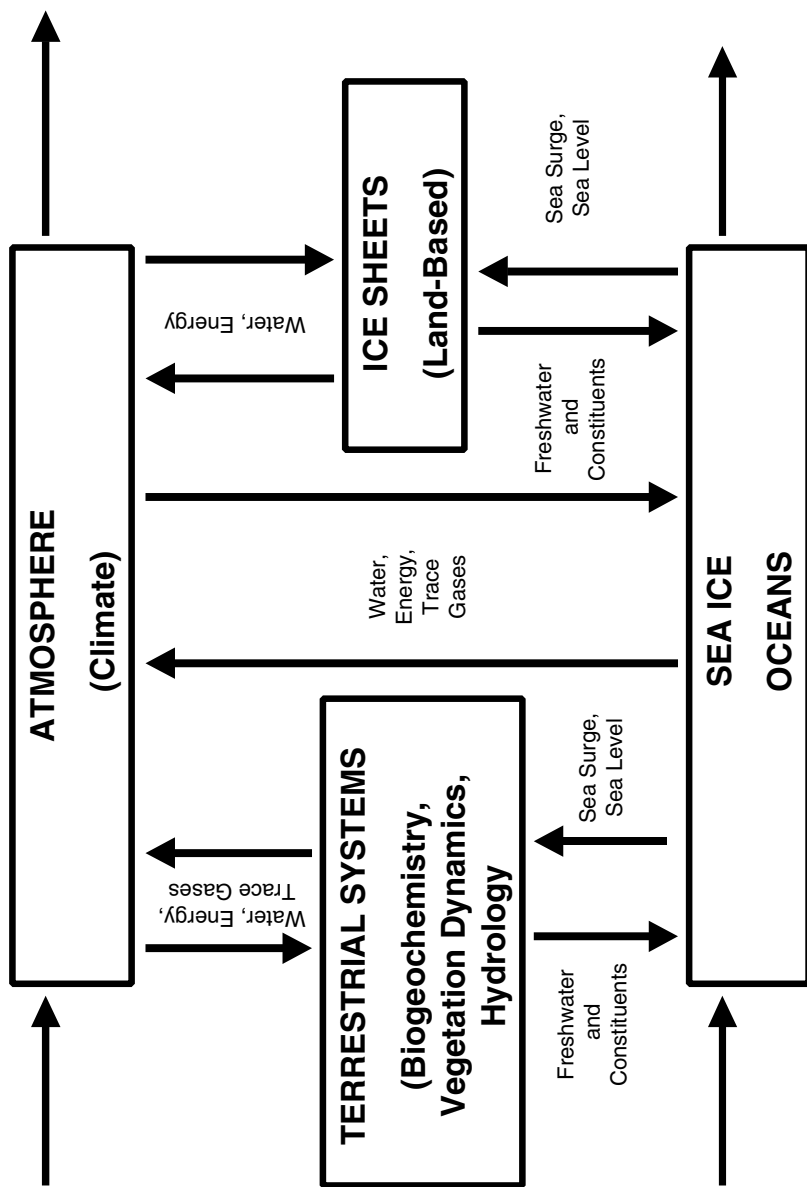 ATMOSPHERE
(Climate)
Water, Energy,
Trace Gases
Water, Energy
TERRESTRIAL SYSTEMS
(Biogeochemistry,
Vegetation Dynamics,
Hydrology
Water,
Energy,
Trace
Gases
ICE SHEETS
(Land-Based)
Freshwater
and
Constituents
Sea Surge,
Sea Level
Freshwater
and
Constituents
Sea Surge,
Sea Level
SEA ICE
OCEANS